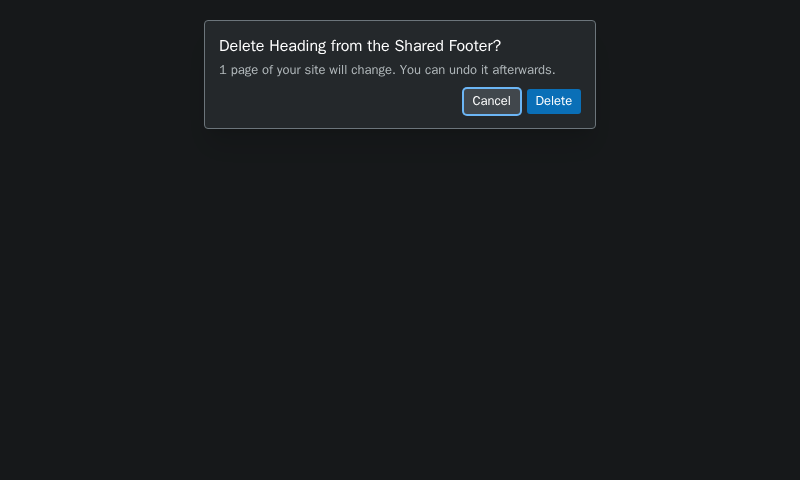 Delete Heading from the Shared Footer?
1 page of your site will change. You can undo it afterwards.
Cancel
Delete